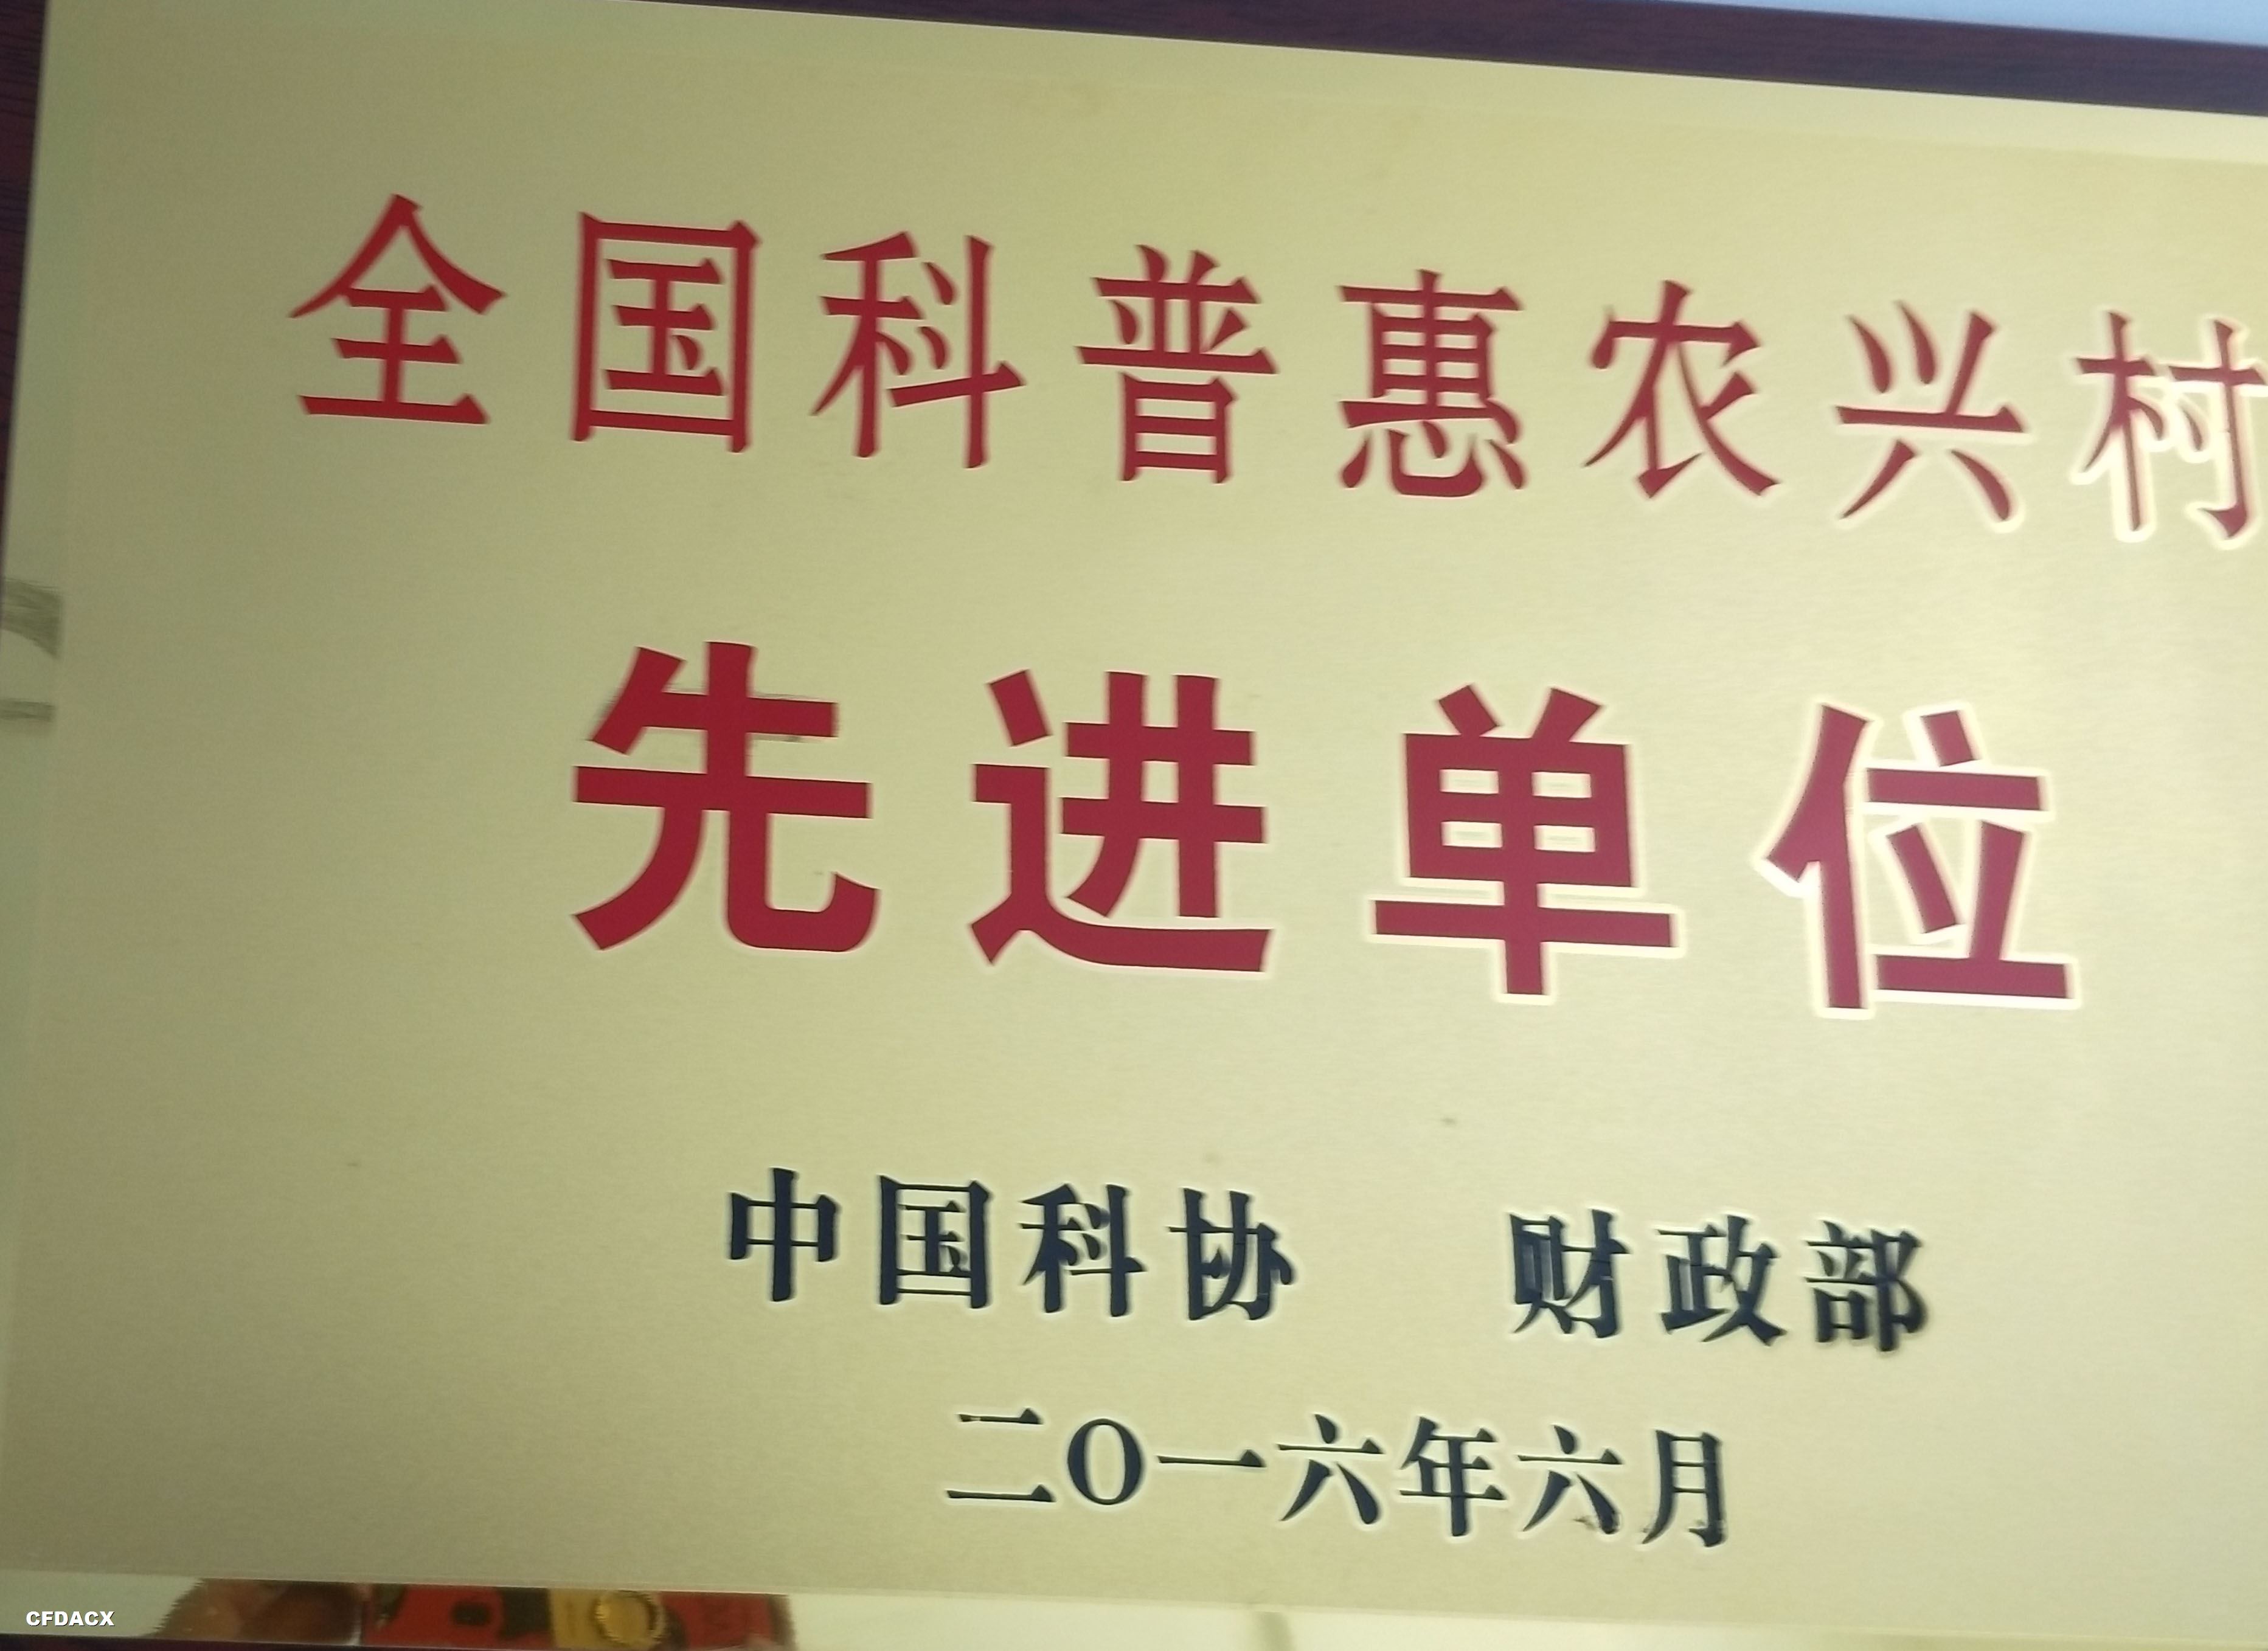 全国科普惠农兴村
先进单位
中国科协 财政部
二〇一六年六月
CFDACX